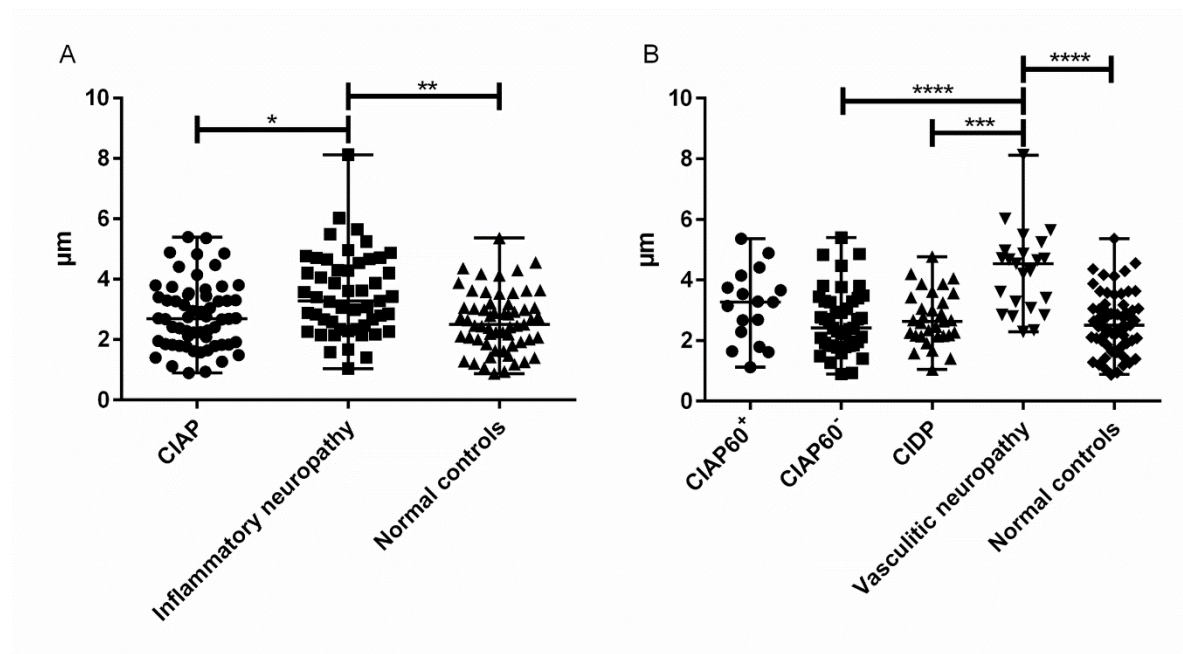 A
*
**
10
8
6
4
2
0
µm
CIAP
Inflammatory neuropathy
Normal controls
B
****
****
***
10
8
6
4
2
0
µm
CIAP60⁺
CIAP60⁻
CIDP
Vasculitic neuropathy
Normal controls